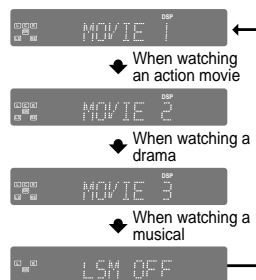 DSP
L C R
MOVIE 1
When watching
an action movie
DSP
L C R
MOVIE 2
When watching a
drama
DSP
L C R
MOVIE 3
When watching a
musical
L R
LSM OFF